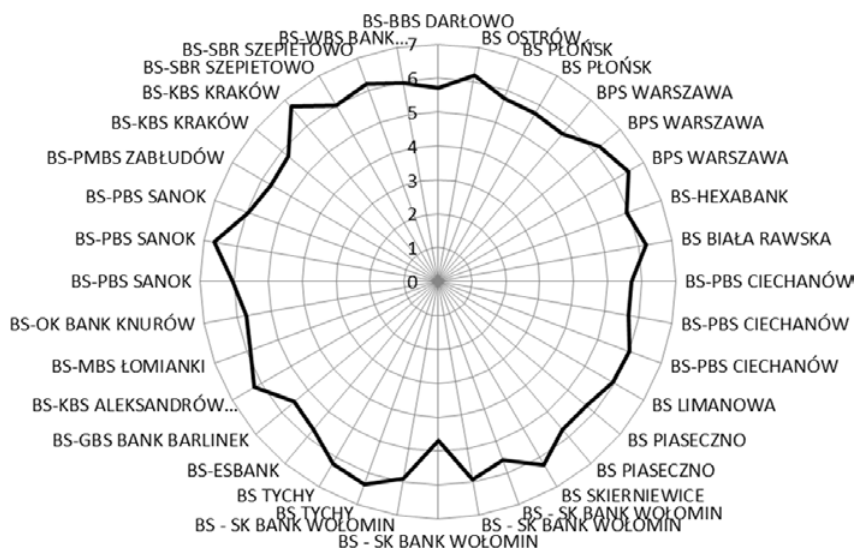 BS-BBS DARŁOWO
BS OSTRÓW
BS PŁOŃSK
BS PŁOŃSK
BPS WARSZAWA
BPS WARSZAWA
BPS WARSZAWA
BS-HEXABANK
BS BIAŁA RAWSKA
BS-PBS CIECHANÓW
BS-PBS CIECHANÓW
BS-PBS CIECHANÓW
BS LIMANOWA
BS PIASECZNO
BS PIASECZNO
BS SKIERNIEWICE
BS - SK BANK WOŁOMIN
BS - SK BANK WOŁOMIN
BS - SK BANK WOŁOMIN
BS - SK BANK WOŁOMIN
BS TYCHY
BS TYCHY
BS-ESBANK
BS-GBS BANK BARLINEK
BS-KBS ALEKSANDRÓW...
BS-MBS ŁOMIANKI
BS-OK BANK KNURÓW
BS-PBS SANOK
BS-PBS SANOK
BS-PBS SANOK
BS-PMBS ZABŁUDÓW
BS-KBS KRAKÓW
BS-KBS KRAKÓW
BS-SBR SZEPIETOWO
BS-SBR SZEPIETOWO
BS-WBS BANK...
7
6
5
4
3
2
1
0